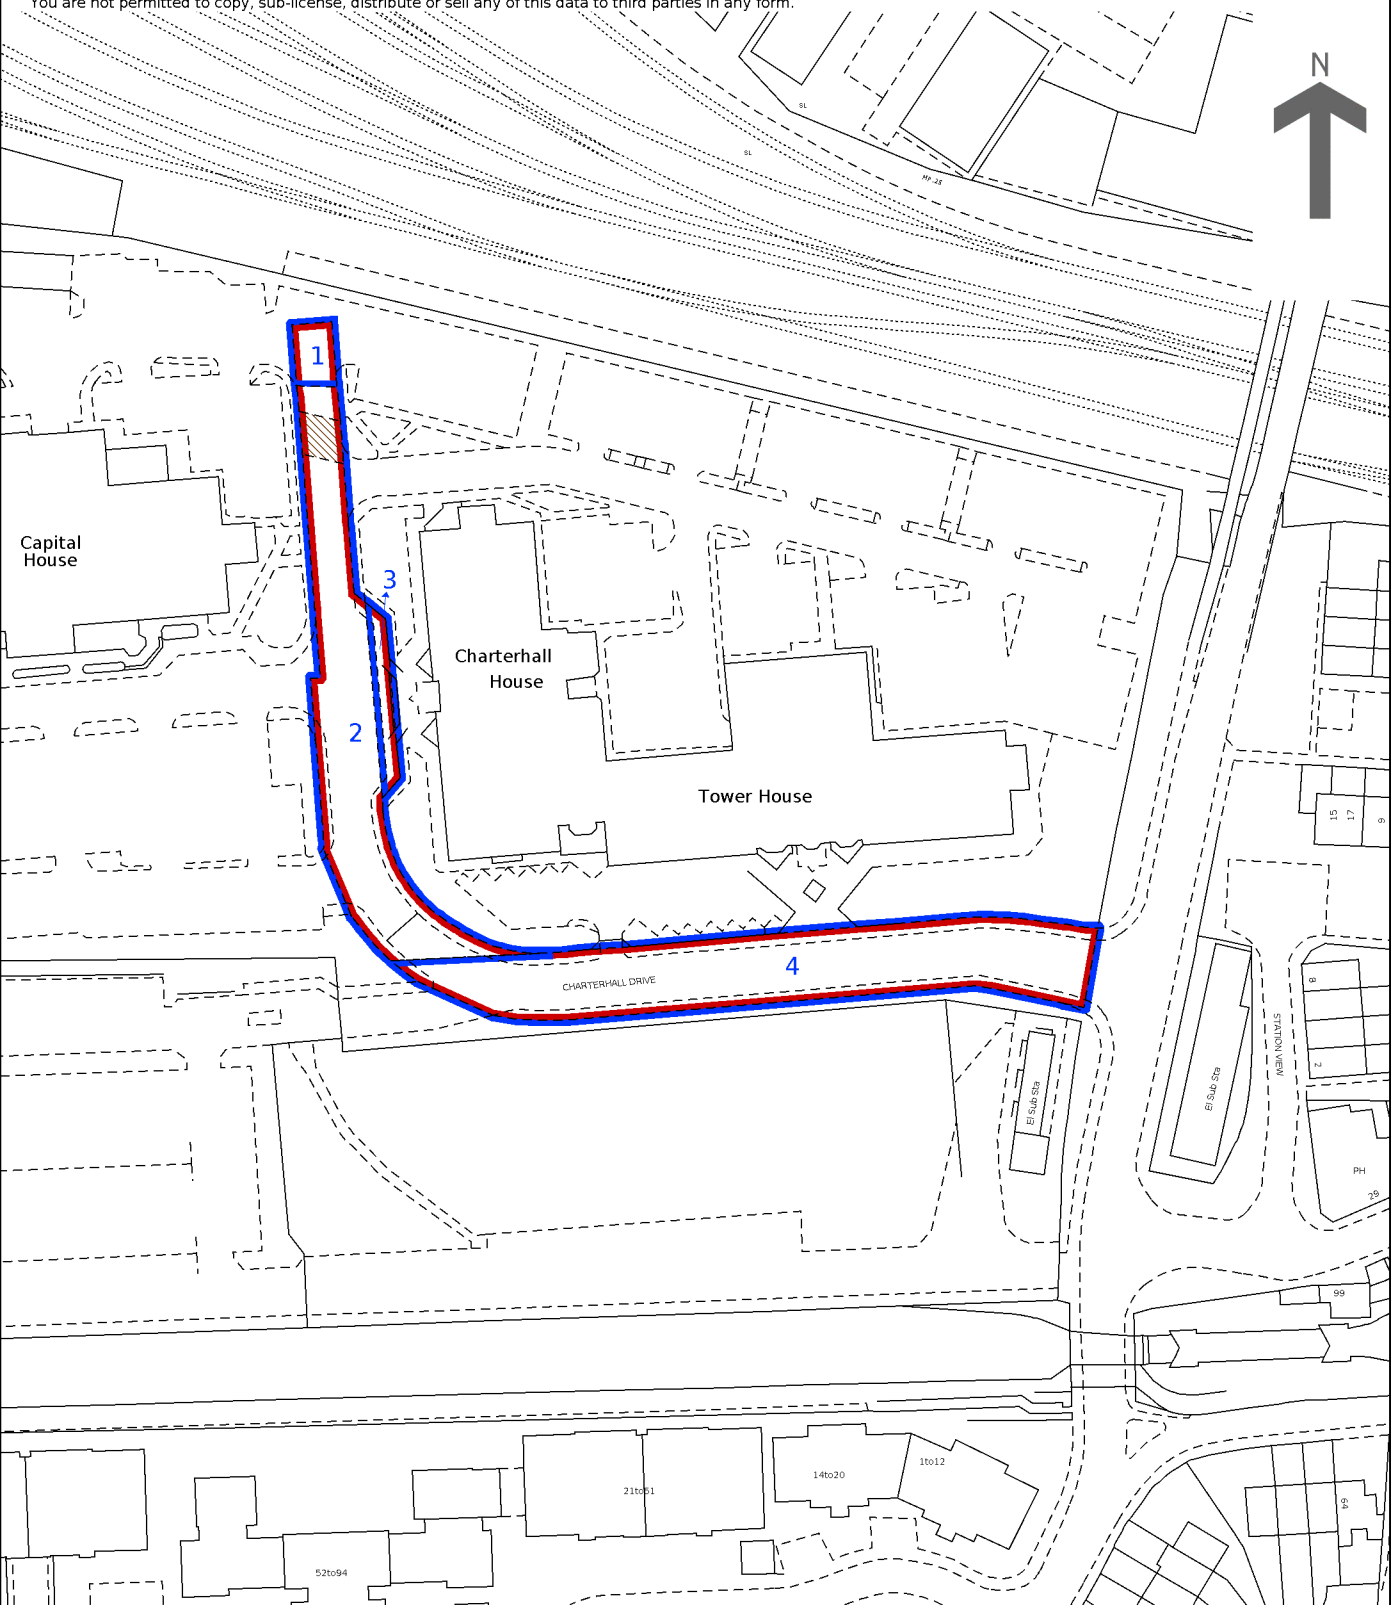 You are not permitted to copy, sub-license, distribute or sell any of this data to third parties in any form.
N
SL
SL
MP .25
1
Capital
House
3
Charterhall
House
2
Tower House
15
17
9
4
CHARTERHALL DRIVE
8
STATION VIEW
2
El Sub Sta
El Sub Sta
PH
29
99
1to12
14to20
21to51
64
52to94